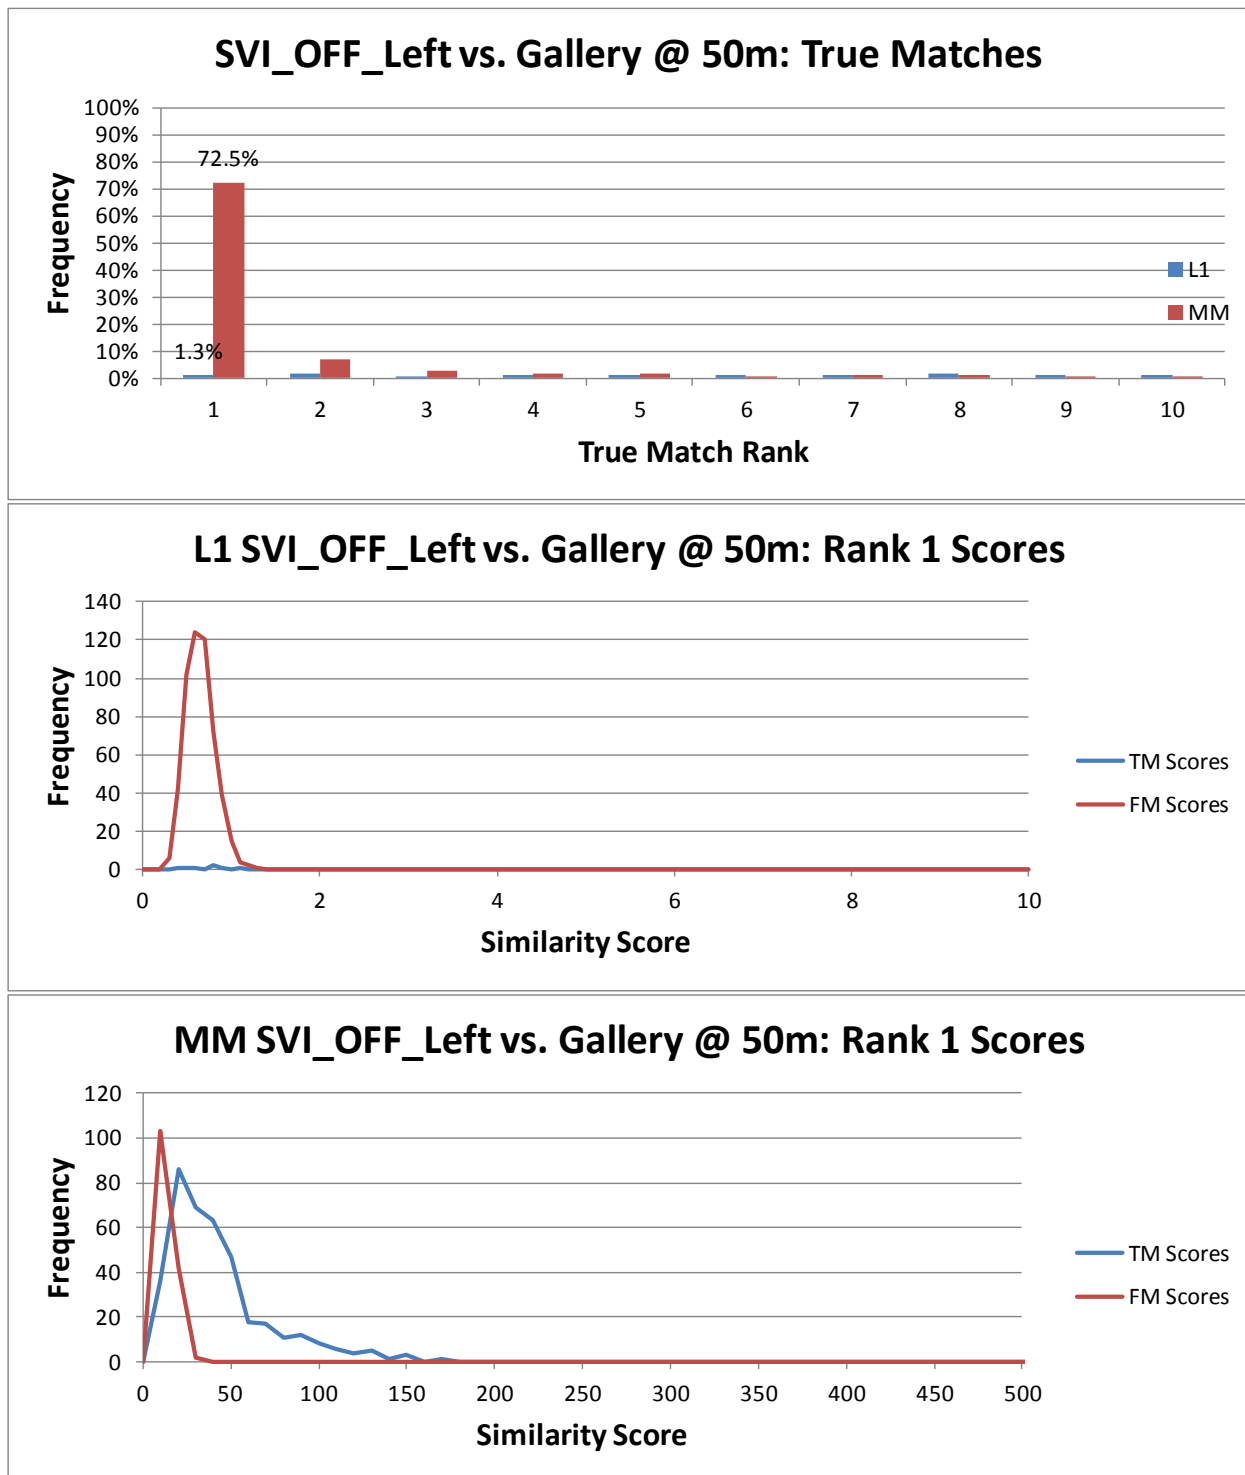 SVI_OFF_Left vs. Gallery @ 50m: True Matches
100%
90%
80%
70%
60%
50%
40%
30%
20%
10%
0%
Frequency
72.5%
1.3%
L1
MM
1 2 3 4 5 6 7 8 9 10
True Match Rank
L1 SVI_OFF_Left vs. Gallery @ 50m: Rank 1 Scores
140
120
100
80
60
40
20
0
Frequency
TM Scores
FM Scores
0 2 4 6 8 10
Similarity Score
MM SVI_OFF_Left vs. Gallery @ 50m: Rank 1 Scores
120
100
80
60
40
20
0
Frequency
TM Scores
FM Scores
0 50 100 150 200 250 300 350 400 450 500
Similarity Score